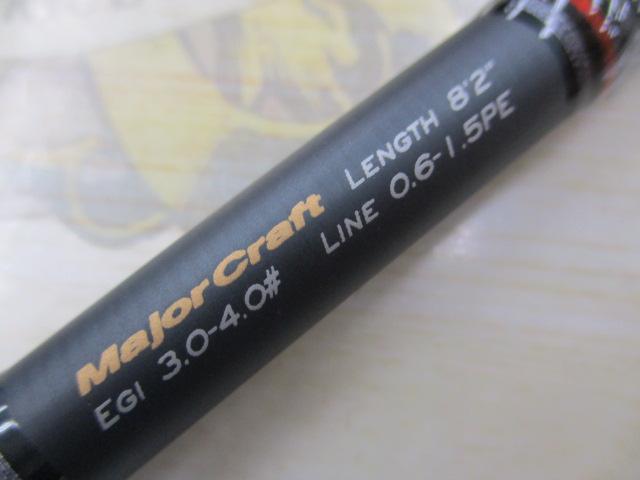 MajorCraft LENGTH 8'2"
EGI 3.0-4.0# LINE 0.6-1.5PE